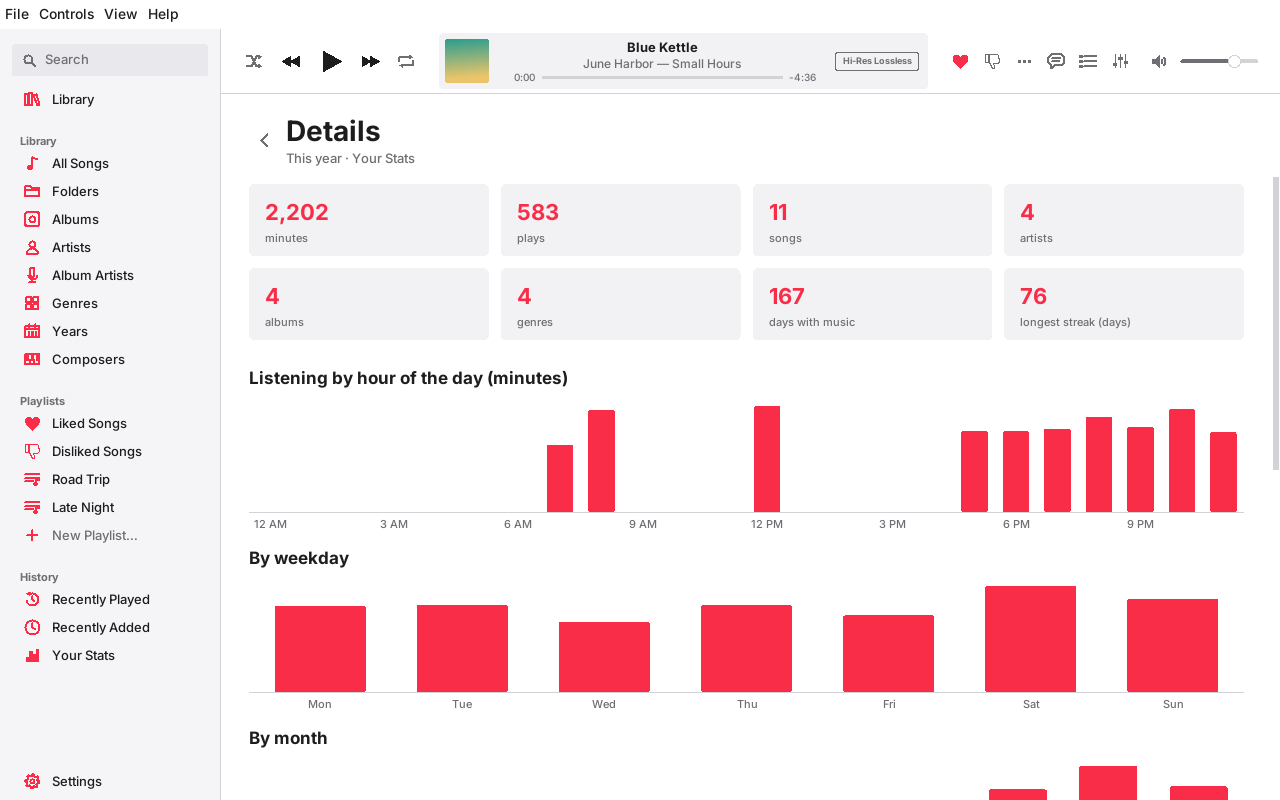 File Controls View Help
Search
Library
Library
All Songs
Folders
Albums
Artists
Album Artists
Genres
Years
Composers
Playlists
Liked Songs
Disliked Songs
Road Trip
Late Night
New Playlist...
History
Recently Played
Recently Added
Your Stats
Settings
Blue Kettle
June Harbor — Small Hours
0:00
-4:36
Hi-Res Lossless
Details
This year · Your Stats
2,202
minutes
583
plays
11
songs
4
artists
4
albums
4
genres
167
days with music
76
longest streak (days)
Listening by hour of the day (minutes)
12 AM 3 AM 6 AM 9 AM 12 PM 3 PM 6 PM 9 PM
By weekday
Mon Tue Wed Thu Fri Sat Sun
By month